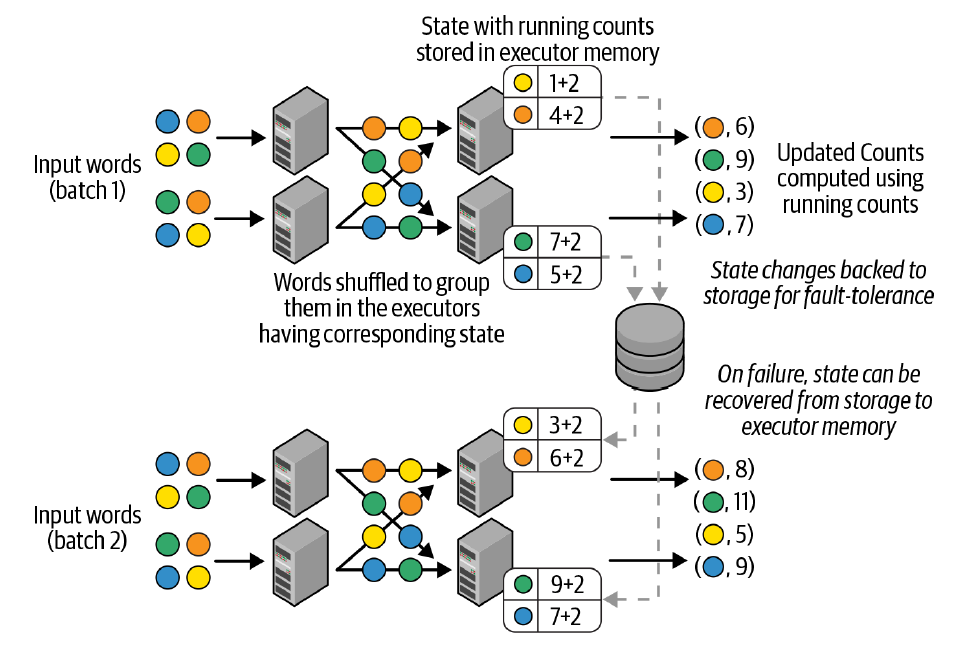 State with running counts
stored in executor memory
1+2
4+2
Input words
(batch 1)
(, 6)
(, 9)
(, 3)
(, 7)
Updated Counts
computed using
running counts
7+2
5+2
Words shuffled to group
them in the executors
having corresponding state
State changes backed to
storage for fault-tolerance
On failure, state can be
recovered from storage to
executor memory
3+2
6+2
Input words
(batch 2)
(, 8)
(, 11)
(, 5)
(, 9)
9+2
7+2